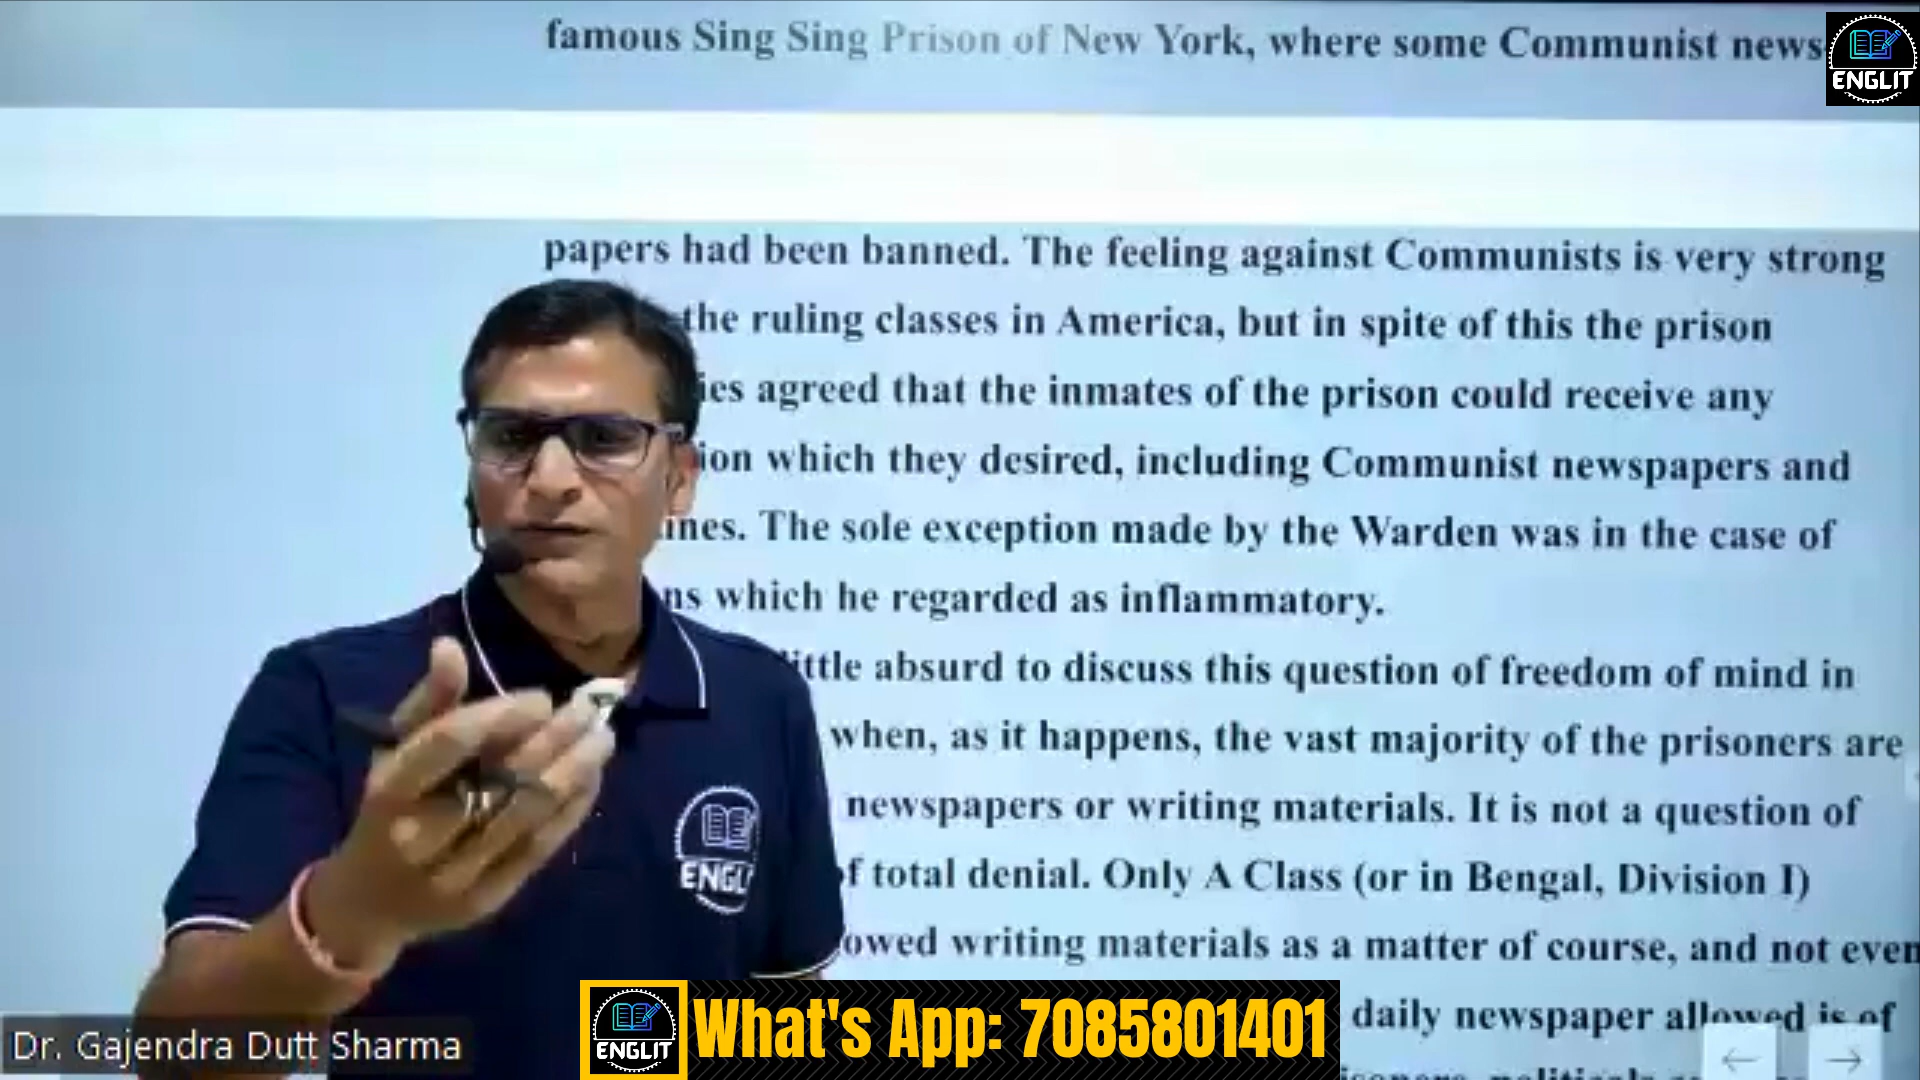 famous Sing Sing Prison of New York, where some Communist news-
ENGLIT
papers had been banned. The feeling against Communists is very strong
the ruling classes in America, but in spite of this the prison
ies agreed that the inmates of the prison could receive any
ion which they desired, including Communist newspapers and
ines. The sole exception made by the Warden was in the case of
ns which he regarded as inflammatory.
ittle absurd to discuss this question of freedom of mind in
when, as it happens, the vast majority of the prisoners are
newspapers or writing materials. It is not a question of
ENGL
f total denial. Only A Class (or in Bengal, Division I)
owed writing materials as a matter of course, and not even
daily newspaper allowed is of
ENGLIT
What's App: 7085801401
Dr. Gajendra Dutt Sharma